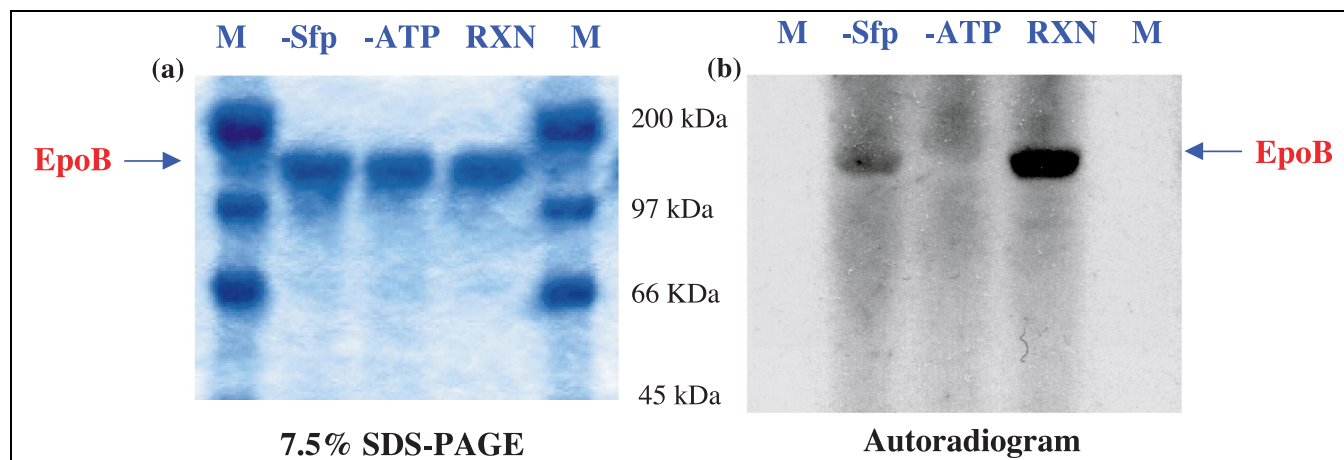 M -Sfp -ATP RXN M
M -Sfp -ATP RXN M
(a)
(b)
200 kDa
EpoB
EpoB
97 kDa
66 KDa
45 kDa
7.5% SDS-PAGE
Autoradiogram